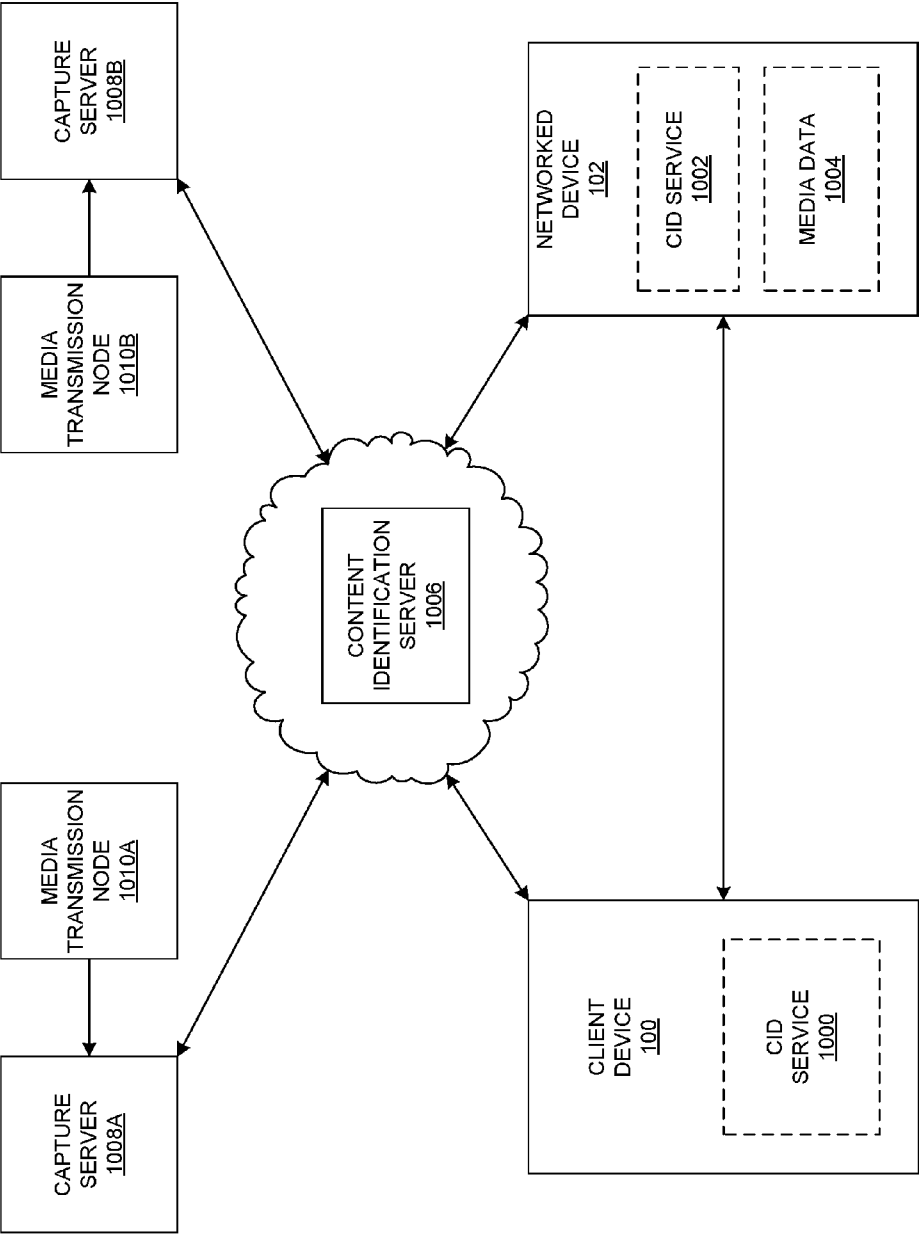 CAPTURE
SERVER
1008A
MEDIA
TRANSMISSION
NODE
1010A
MEDIA
TRANSMISSION
NODE
1010B
CAPTURE
SERVER
1008B
CONTENT
IDENTIFICATION
SERVER
1006
CLIENT
DEVICE
100
CID
SERVICE
1000
NETWORKED
DEVICE
102
CID SERVICE
1002
MEDIA DATA
1004